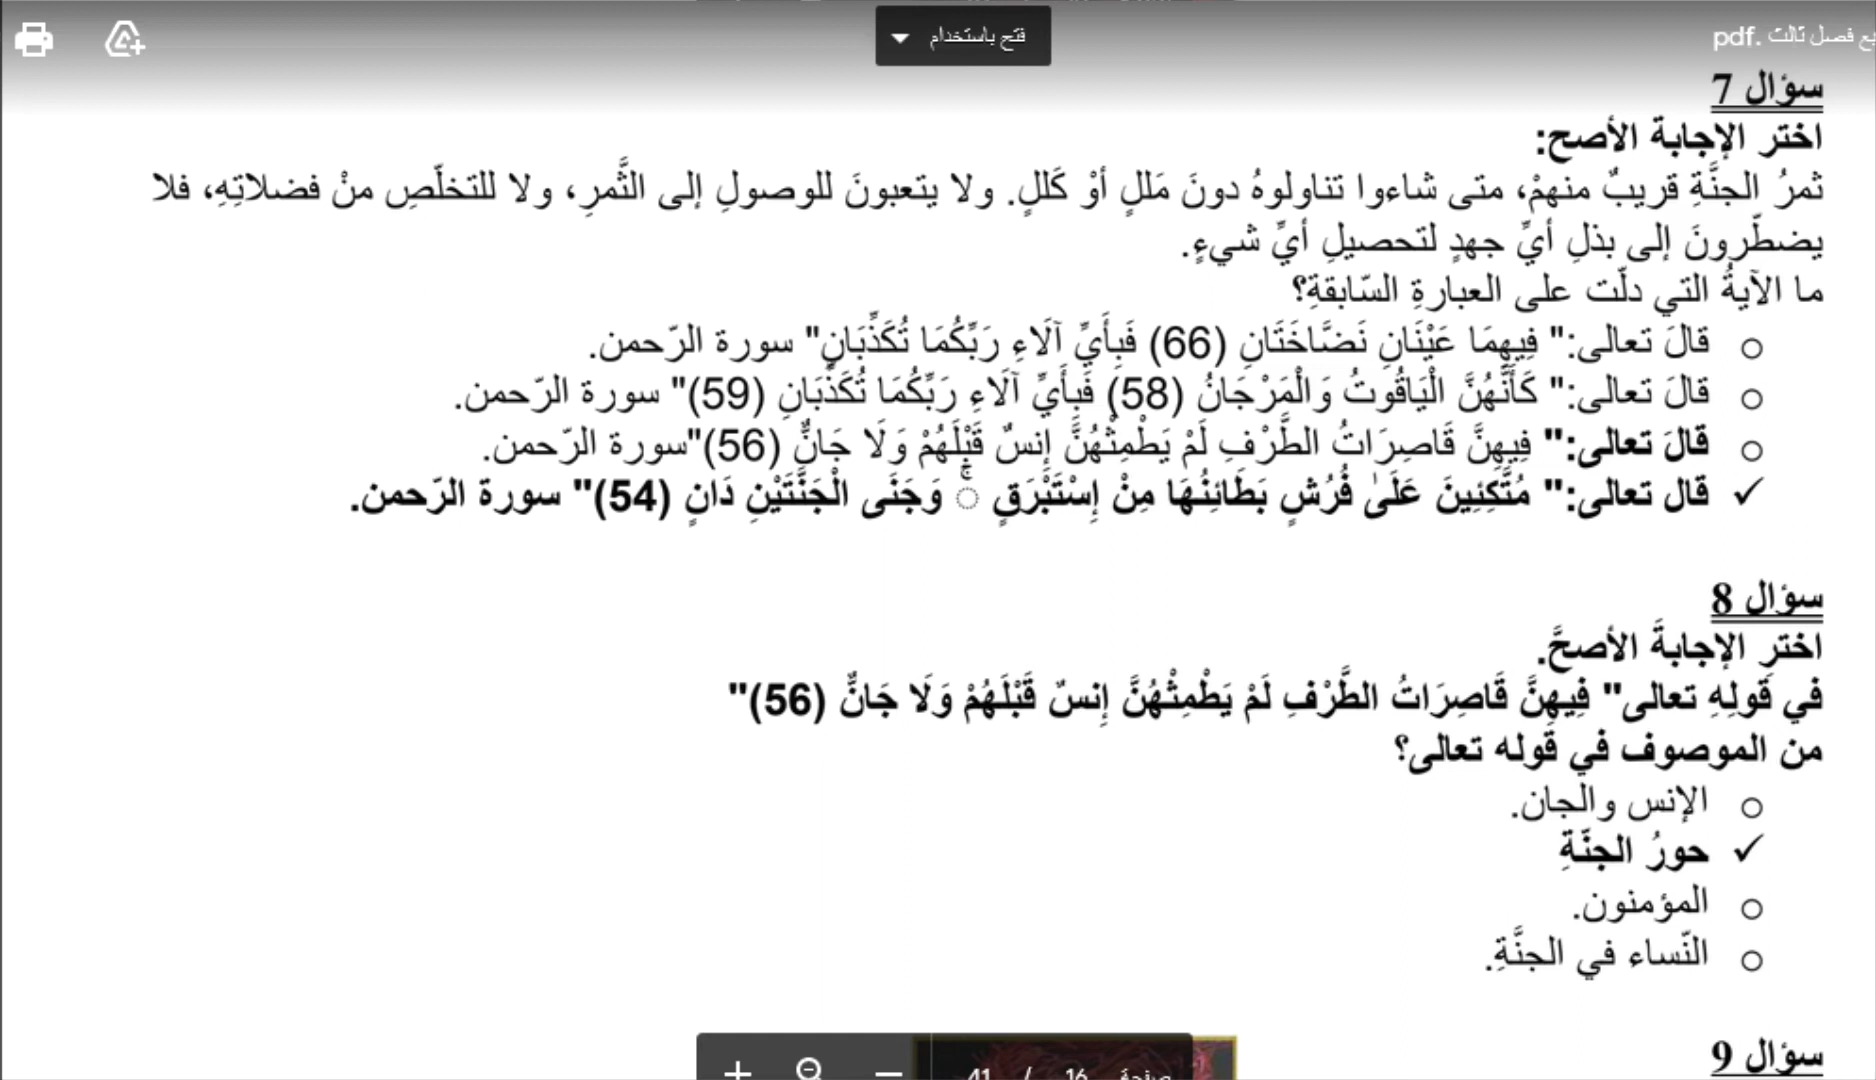 فتح باستخدام
ع فصل ثالث .pdf
سؤال 7
اختر الإجابة الأصح:
ثمرُ الجنَّةِ قريبٌ منهمْ، متى شاءوا تناولوهُ دونَ مَللٍ أوْ كَللٍ. ولا يتعبونَ للوصولِ إلى الثَّمرِ، ولا للتخلّصِ منْ فضلاتِهِ، فلا
يضطّرونَ إلى بذلِ أيِّ جهدٍ لتحصيلِ أيِّ شيءٍ.
ما الآيةُ التي دلّت على العبارةِ السّابقةِ؟
○ قالَ تعالى:" فِيهِمَا عَيْنَانِ نَضَّاخَتَانِ (66) فَبِأَيِّ آلَاءِ رَبِّكُمَا تُكَذِّبَانِ" سورة الرّحمن.
○ قالَ تعالى:" كَأَنَّهُنَّ الْيَاقُوتُ وَالْمَرْجَانُ (58) فَبِأَيِّ آلَاءِ رَبِّكُمَا تُكَذِّبَانِ (59)" سورة الرّحمن.
○ قالَ تعالى:" فِيهِنَّ قَاصِرَاتُ الطَّرْفِ لَمْ يَطْمِثْهُنَّ إِنسٌ قَبْلَهُمْ وَلَا جَانٌّ (56)"سورة الرّحمن.
✓ قال تعالى:" مُتَّكِئِينَ عَلَىٰ فُرُشٍ بَطَائِنُهَا مِنْ إِسْتَبْرَقٍ ۚ وَجَنَى الْجَنَّتَيْنِ دَانٍ (54)" سورة الرّحمن.
سؤال 8
اخترِ الإجابةَ الأصحَّ.
في قولِهِ تعالى" فِيهِنَّ قَاصِرَاتُ الطَّرْفِ لَمْ يَطْمِثْهُنَّ إِنسٌ قَبْلَهُمْ وَلَا جَانٌّ (56)"
من الموصوف في قوله تعالى؟
○ الإنس والجان.
✓ حورُ الجنّةِ
○ المؤمنون.
○ النّساء في الجنَّةِ.
صفحة 16 / 41
سؤال 9